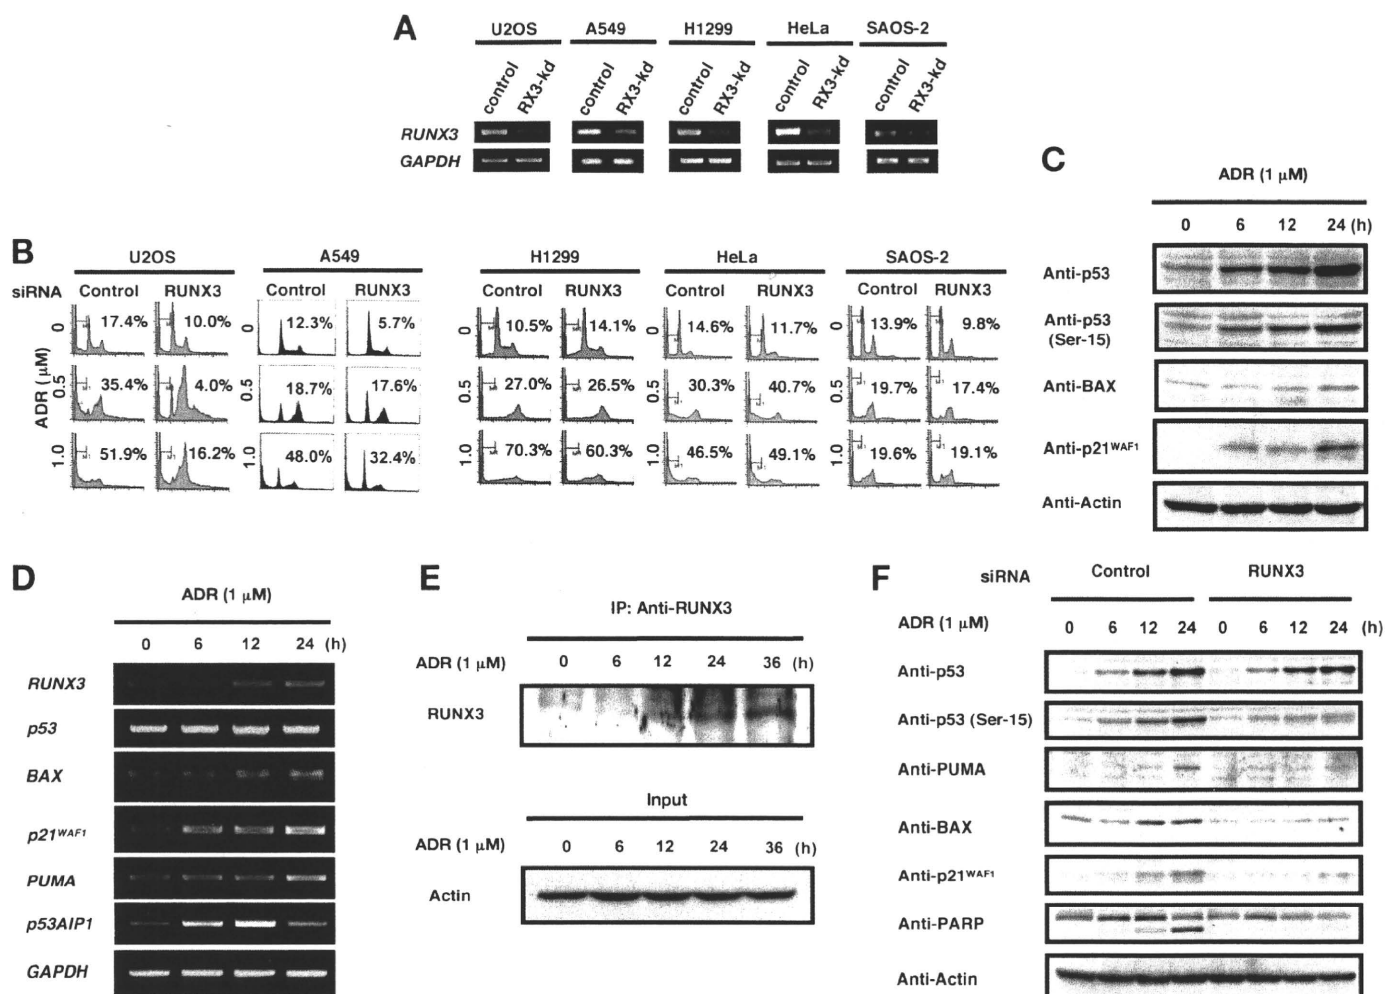 A
U2OS A549 H1299 HeLa SAOS-2
control RX3-kd control RX3-kd control RX3-kd control RX3-kd control RX3-kd
RUNX3
GAPDH
B
U2OS A549 H1299 HeLa SAOS-2
siRNA Control RUNX3 Control RUNX3 Control RUNX3 Control RUNX3 Control RUNX3
ADR (µM)
0 17.4% 10.0% 12.3% 5.7% 10.5% 14.1% 14.6% 11.7% 13.9% 9.8%
0.5 35.4% 4.0% 18.7% 17.6% 0.5 27.0% 26.5% 30.3% 40.7% 0.5 19.7% 17.4%
1.0 51.9% 16.2% 1.0 48.0% 32.4% 1.0 70.3% 60.3% 1.0 46.5% 49.1% 1.0 19.6% 19.1%
C
ADR (1 µM)
0 6 12 24 (h)
Anti-p53
Anti-p53
(Ser-15)
Anti-BAX
Anti-p21WAF1
Anti-Actin
D
ADR (1 µM)
0 6 12 24 (h)
RUNX3
p53
BAX
p21WAF1
PUMA
p53AIP1
GAPDH
E
IP: Anti-RUNX3
ADR (1 µM) 0 6 12 24 36 (h)
RUNX3
Input
ADR (1 µM) 0 6 12 24 36 (h)
Actin
F
siRNA Control RUNX3
ADR (1 µM) 0 6 12 24 0 6 12 24 (h)
Anti-p53
Anti-p53 (Ser-15)
Anti-PUMA
Anti-BAX
Anti-p21WAF1
Anti-PARP
Anti-Actin